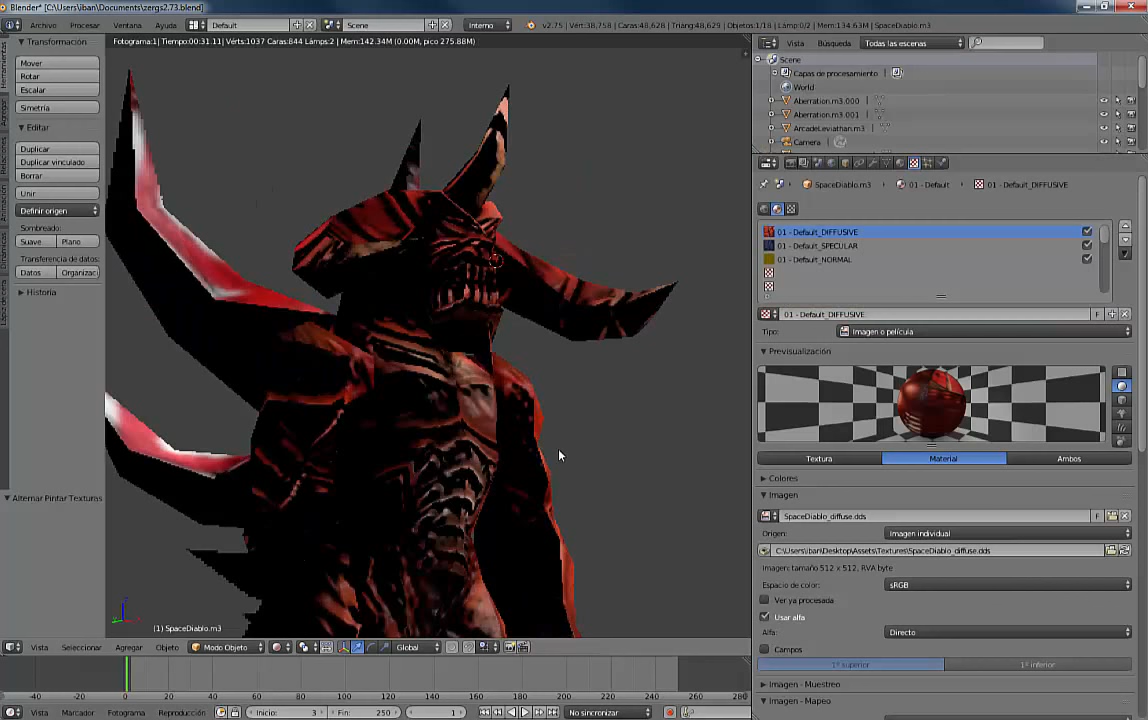 Blender* [C:\Users\iban\Documents\zergs2.73.blend]
Archivo Procesar Ventana Ayuda Default Scene Interno v2.75 | Vérts:38,758 | Caras:48,628 | Triang:48,629 | Objetos:1/18 | Lámp:0/2 | Mem:134.63M | SpaceDiablo.m3
Fotograma:1| Tiempo:00:31.11| Vérts:1037 Caras:844 Lámps:2 | Mem:142.34M (0.00M, pico 275.88M)
Transformación
Mover
Rotar
Escalar
Simetría
Editar
Duplicar
Duplicar vinculado
Borrar
Unir
Definir origen
Sombreado:
Suave Plano
Transferencia de datos:
Datos Organizac
Historia
Alternar Pintar Texturas
Herramientas
Relaciones
Animación
(1) SpaceDiablo.m3
Vista Seleccionar Agregar Objeto Modo Objeto Global
-40 -20 0 20 40 60 80 100 120 140 160 180 200 220 240 260 280
Vista Marcador Fotograma Reproducción Inicio: 3 Fin: 250 1 No sincronizar
Vista Búsqueda Todas las escenas
Scene
Capas de procesamiento
World
Aberration.m3.000
Aberration.m3.001
ArcadeLeviathan.m3
Camera
SpaceDiablo.m3 01 - Default 01 - Default_DIFFUSIVE
01 - Default_DIFFUSIVE
01 - Default_SPECULAR
01 - Default_NORMAL
01 - Default_DIFFUSIVE F
Tipo: Imagen o película
Previsualización
Textura Material Ambos
Colores
Imagen
SpaceDiablo_diffuse.dds F
Origen: Imagen individual
C:\Users\iban\Desktop\Assets\Textures\SpaceDiablo_diffuse.dds
Imagen: tamaño 512 x 512, RVA byte
Espacio de color: sRGB
Ver ya procesada
Usar alfa
Alfa: Directo
Campos
1º superior 1º inferior
Imagen - Muestreo
Imagen - Mapeo